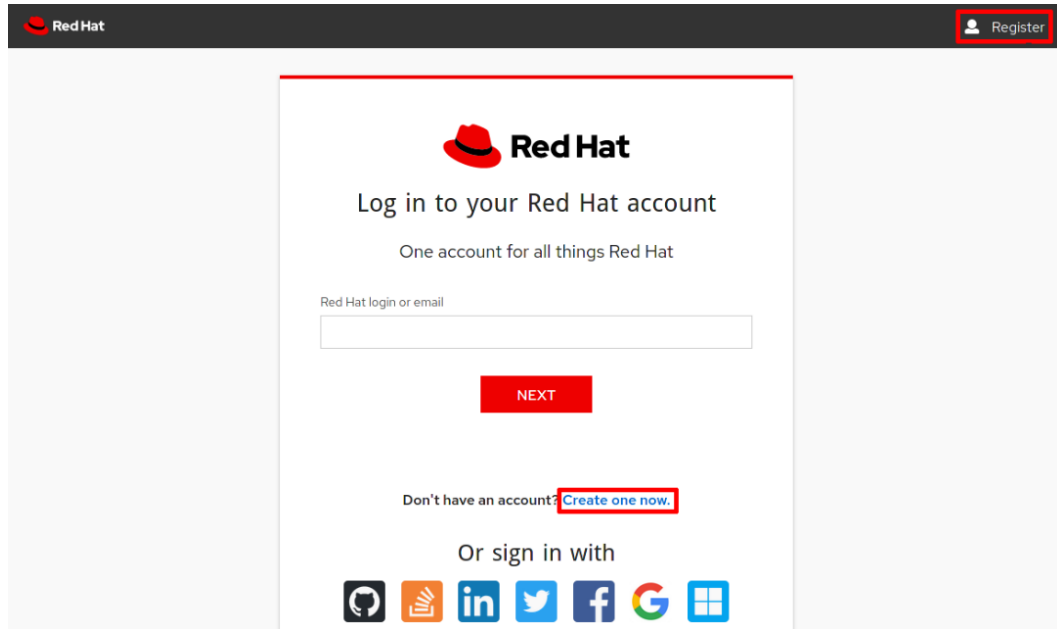 Red Hat
Register
Red Hat
Log in to your Red Hat account
One account for all things Red Hat
Red Hat login or email
NEXT
Don't have an account? Create one now.
Or sign in with
in
f
G